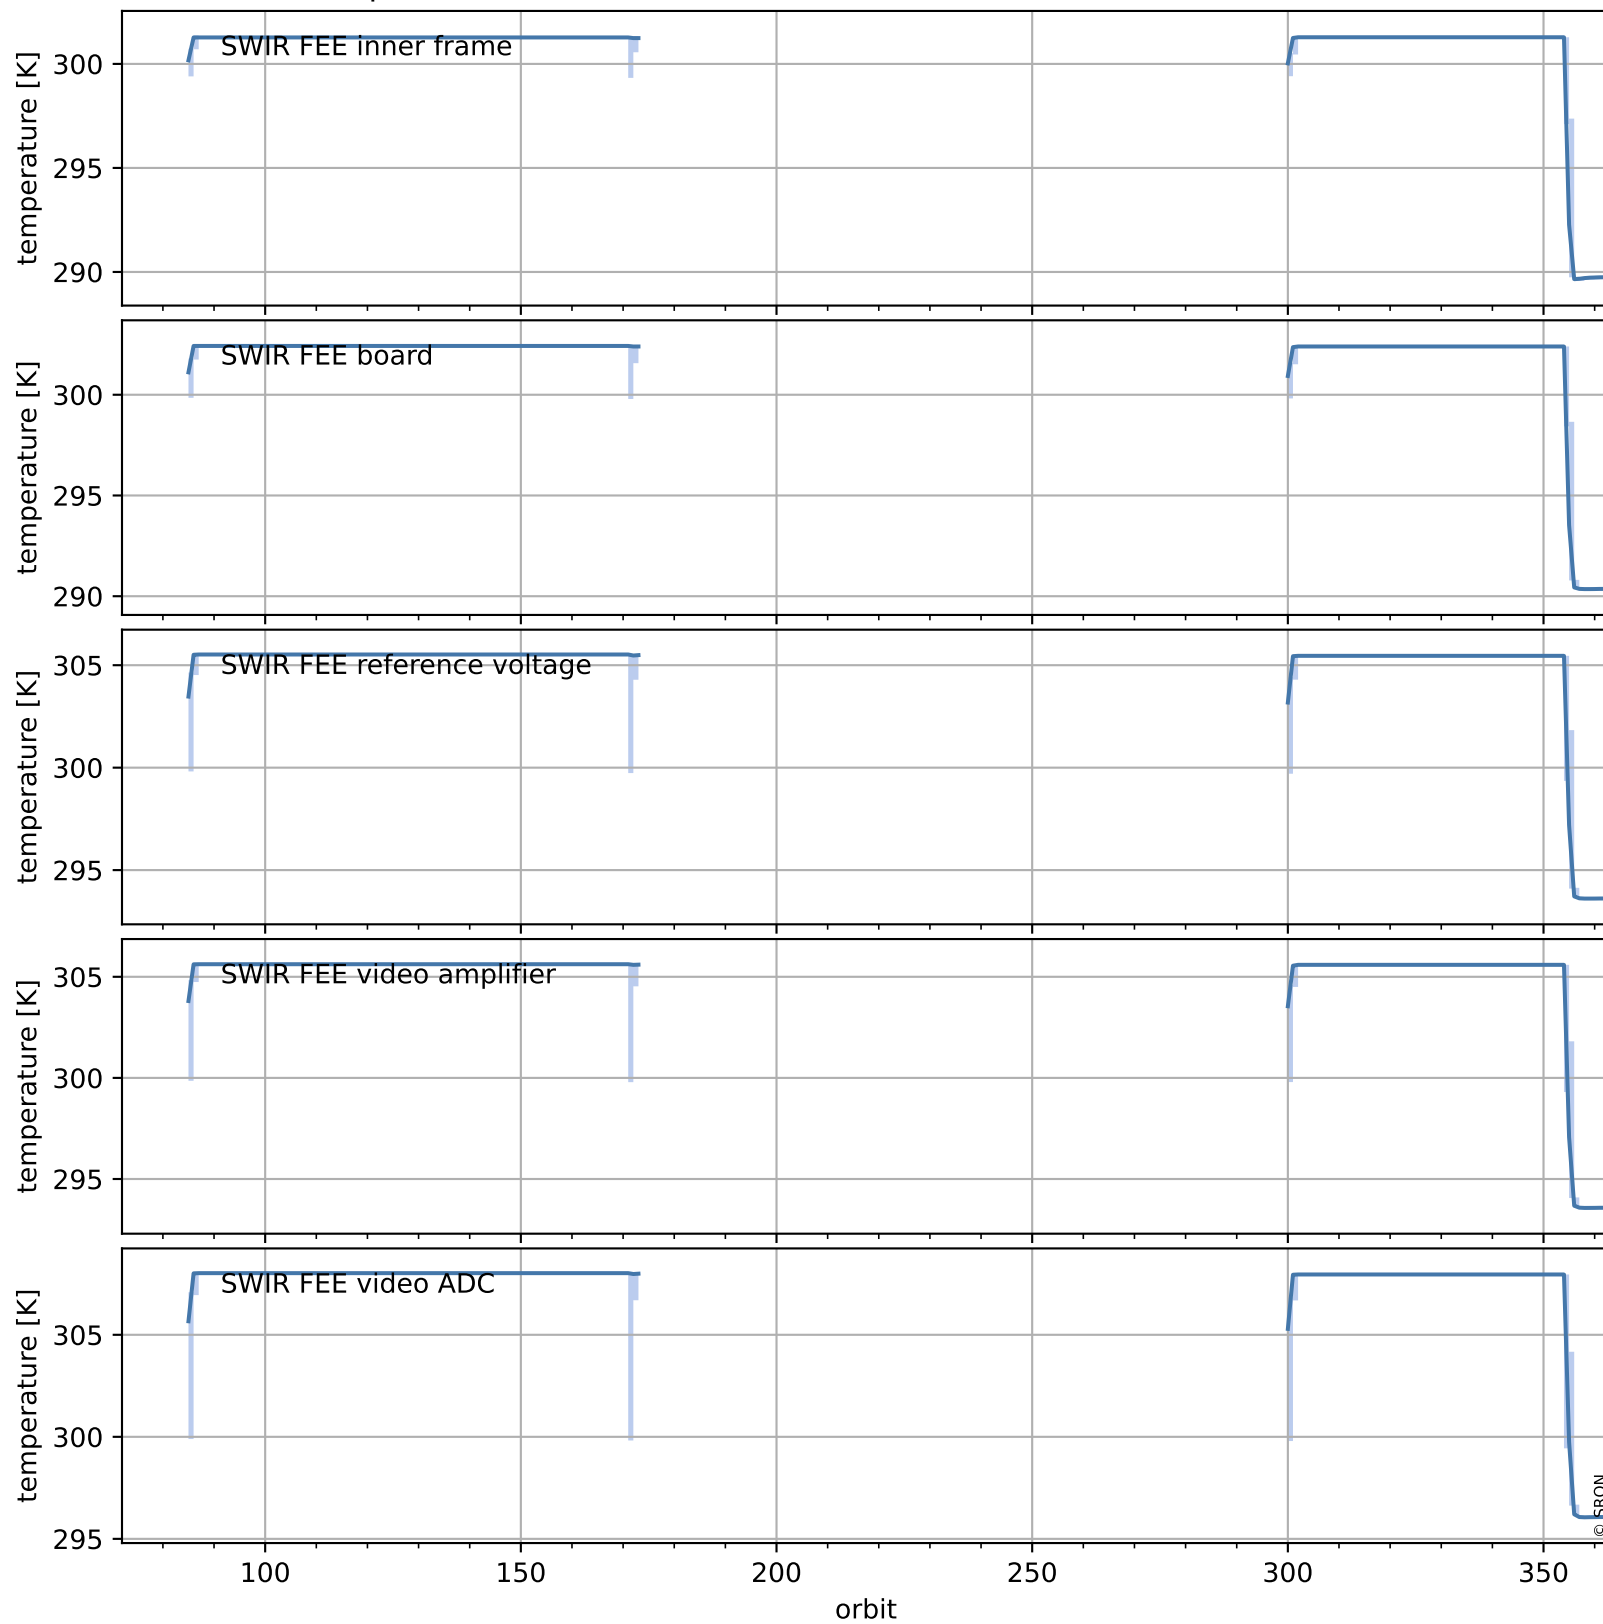 SWIR FEE inner frame
temperature [K]
300
295
290
SWIR FEE board
temperature [K]
300
295
290
SWIR FEE reference voltage
temperature [K]
305
300
295
SWIR FEE video amplifier
temperature [K]
305
300
295
SWIR FEE video ADC
temperature [K]
305
300
295
© SRON
100 150 200 250 300 350
orbit